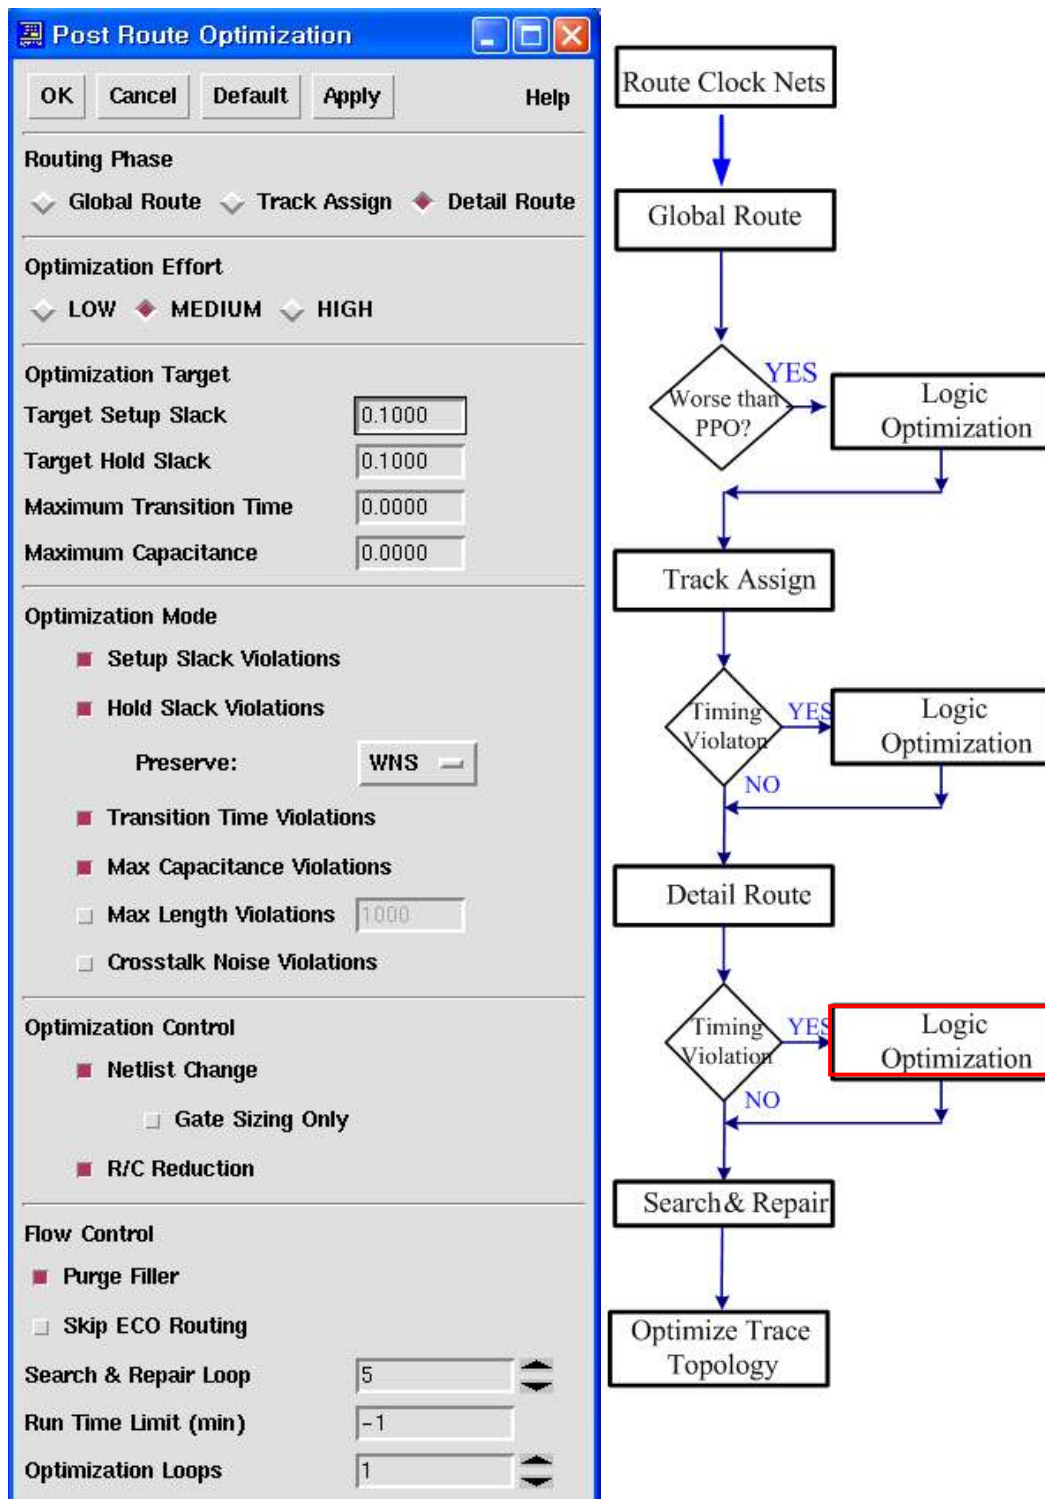 Post Route Optimization
OK Cancel Default Apply Help
Routing Phase
Global Route Track Assign Detail Route
Optimization Effort
LOW MEDIUM HIGH
Optimization Target
Target Setup Slack 0.1000
Target Hold Slack 0.1000
Maximum Transition Time 0.0000
Maximum Capacitance 0.0000
Optimization Mode
Setup Slack Violations
Hold Slack Violations
Preserve: WNS
Transition Time Violations
Max Capacitance Violations
Max Length Violations 1000
Crosstalk Noise Violations
Optimization Control
Netlist Change
Gate Sizing Only
R/C Reduction
Flow Control
Purge Filler
Skip ECO Routing
Search & Repair Loop 5
Run Time Limit (min) -1
Optimization Loops 1
Route Clock Nets
Global Route
Worse than
PPO?
YES
Logic
Optimization
Track Assign
Timing
Violaton
YES
NO
Logic
Optimization
Detail Route
Timing
Violation
YES
NO
Logic
Optimization
Search& Repair
Optimize Trace
Topology